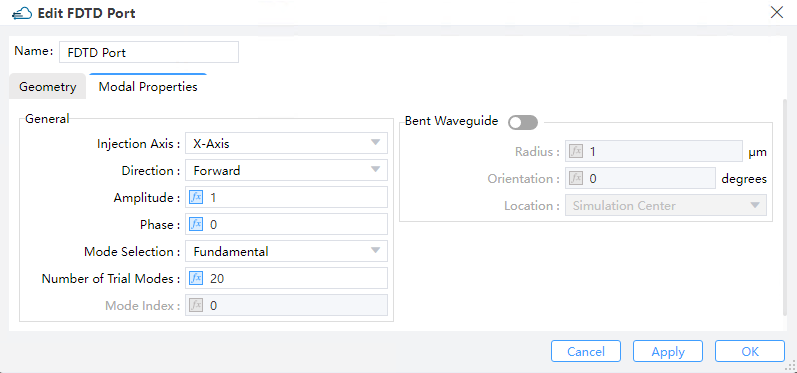 Edit FDTD Port
Name: FDTD Port
Geometry Modal Properties
General
Injection Axis : X-Axis
Direction : Forward
Amplitude : fx 1
Phase : fx 0
Mode Selection : Fundamental
Number of Trial Modes : fx 20
Mode Index : fx 0
Bent Waveguide
Radius : fx 1 μm
Orientation : fx 0 degrees
Location : Simulation Center
Cancel Apply OK